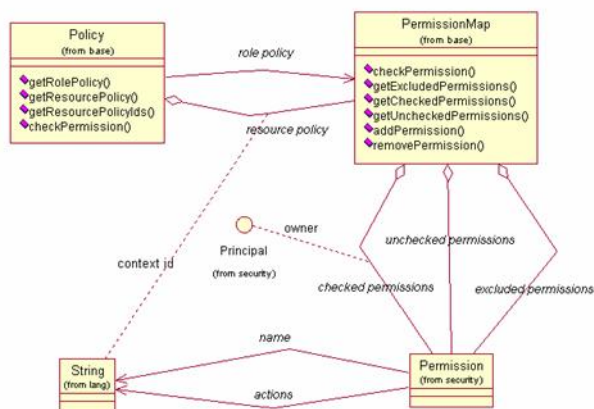 Policy
(from base)
getRolePolicy()
getResourcePolicy()
getResourcePolicyIds()
checkPermission()
role policy
resource policy
PermissionMap
(from base)
checkPermission()
getExcludedPermissions()
getCheckedPermissions()
getUncheckedPermissions()
addPermission()
removePermission()
owner
Principal
(from security)
context id
unchecked permissions
checked permissions
excluded permissions
name
actions
String
(from lang)
Permission
(from security)